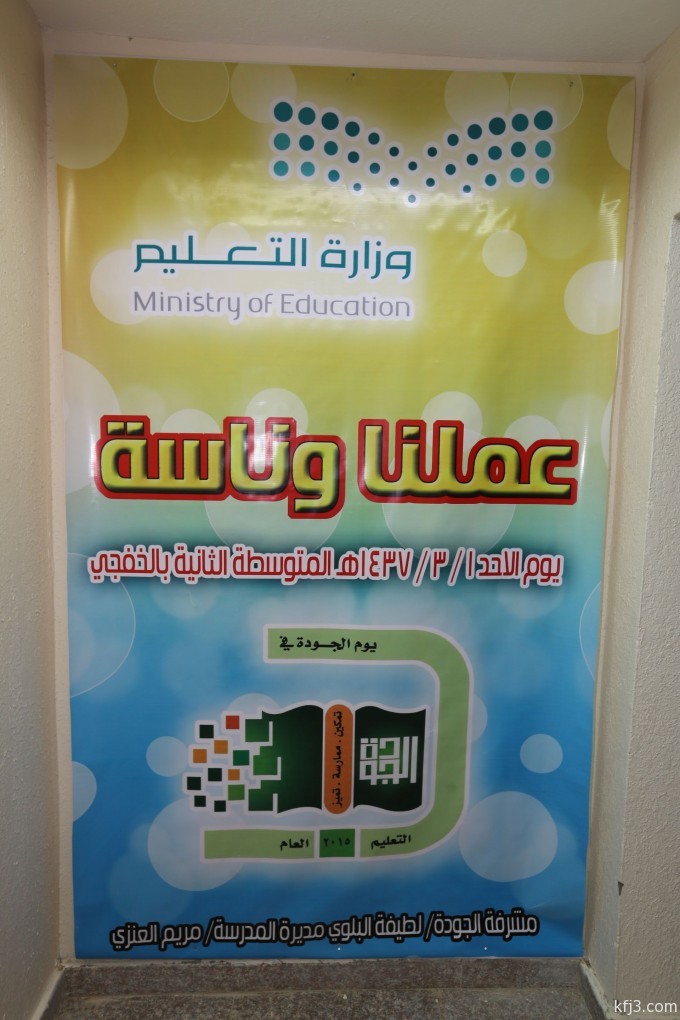 وزارة التعليم
Ministry of Education
عملنا وناسة
يوم الاحد ١/ ٣/ ١٤٣٧هـ المتوسطة الثانية بالخفجي
يوم الجودة في
الجودة
تمكين . ممارسة . تميز
التعليم ٢٠١٥ العام
مشرفة الجودة/ لطيفة البلوي مديرة المدرسة/ مريم العنزي
kfj3.com